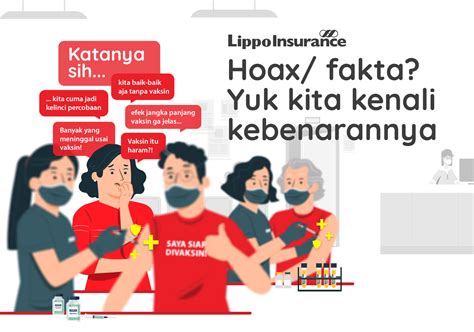 LippoInsurance
Hoax/ fakta?
Yuk kita kenali
kebenarannya
Katanya
sih...
kita baik-baik
aja tanpa vaksin
... kita cuma jadi
kelinci percobaan
efek jangka panjang
vaksin ga jelas...
Banyak yang
meninggal usai
vaksin!
Vaksin itu
haram?!
SAYA SIAP
DIVAKSIN!